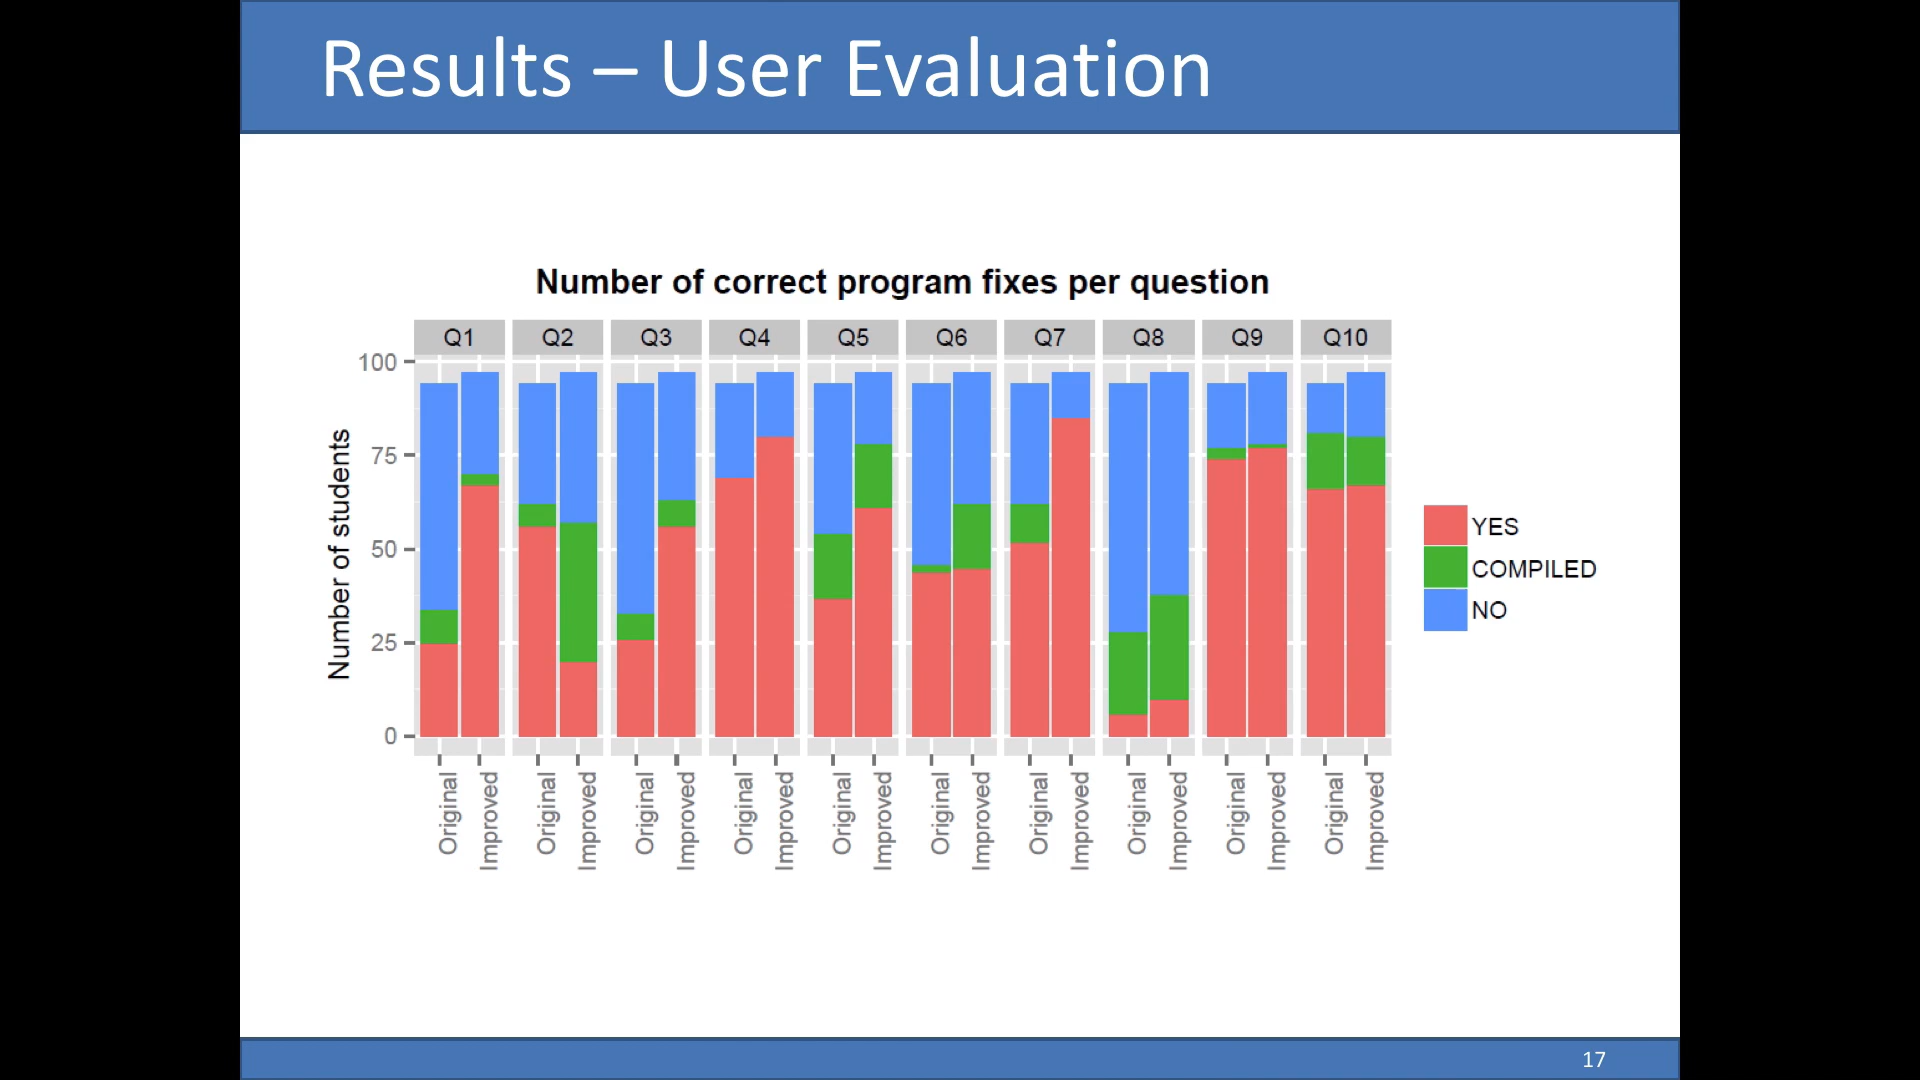 Results – User Evaluation
Number of correct program fixes per question
Q1 Q2 Q3 Q4 Q5 Q6 Q7 Q8 Q9 Q10
100
75
50
25
0
Number of students
Original Improved Original Improved Original Improved Original Improved Original Improved Original Improved Original Improved Original Improved Original Improved Original Improved
YES
COMPILED
NO
17